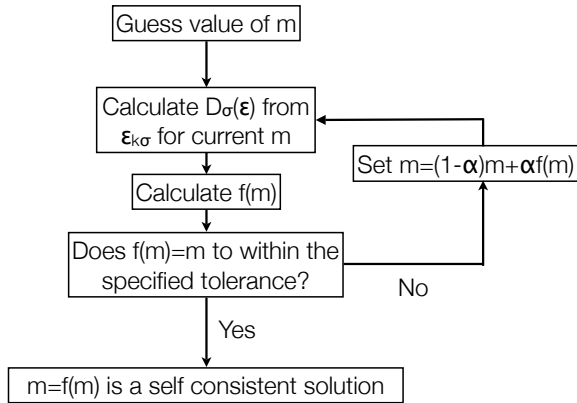 Guess value of m
Calculate Dσ(ε) from
εkσ for current m
Set m=(1-α)m+αf(m)
Calculate f(m)
Does f(m)=m to within the
specified tolerance?
No
Yes
m=f(m) is a self consistent solution